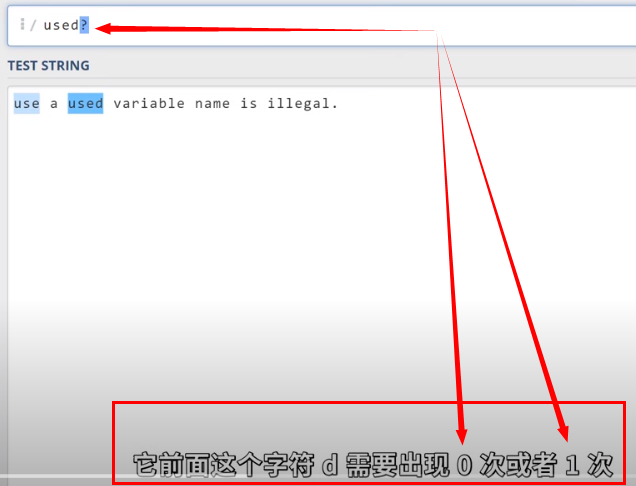 / used?
TEST STRING
use a used variable name is illegal.
它前面这个字符 d 需要出现 0 次或者 1 次